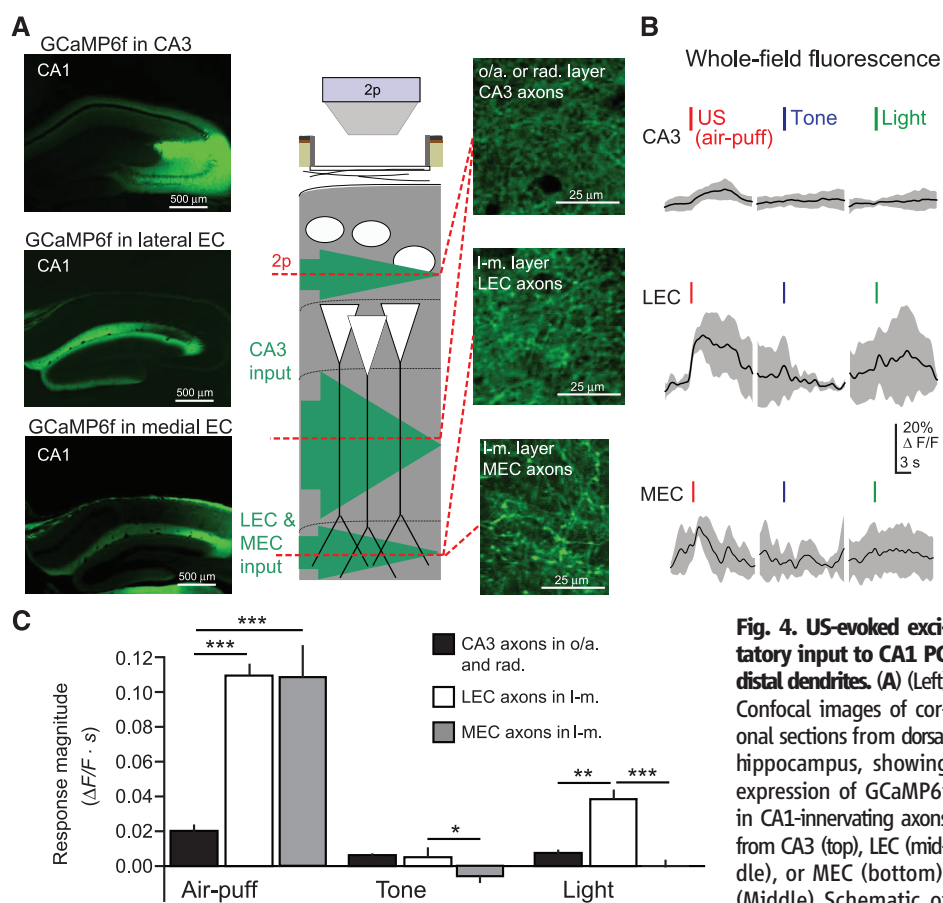 A
GCaMP6f in CA3
CA1
500 µm
GCaMP6f in lateral EC
CA1
500 µm
GCaMP6f in medial EC
CA1
500 µm
2p
2p
CA3
input
LEC &
MEC
input
o/a. or rad. layer
CA3 axons
25 µm
l-m. layer
LEC axons
25 µm
l-m. layer
MEC axons
25 µm
B
Whole-field fluorescence
CA3
US
(air-puff)
Tone
Light
LEC
20%
Δ F/F
3 s
MEC
C
Response magnitude
(ΔF/F · s)
0.12
0.10
0.08
0.06
0.04
0.02
0.00
***
***
*
**
***
CA3 axons in o/a.
and rad.
LEC axons in l-m.
MEC axons in l-m.
Air-puff
Tone
Light
Fig. 4. US-evoked exci-
tatory input to CA1 PC
distal dendrites. (A) (Left)
Confocal images of cor-
onal sections from dorsal
hippocampus, showing
expression of GCaMP6f
in CA1-innervating axons
from CA3 (top), LEC (mid-
dle), or MEC (bottom).
(Middle) Schematic of